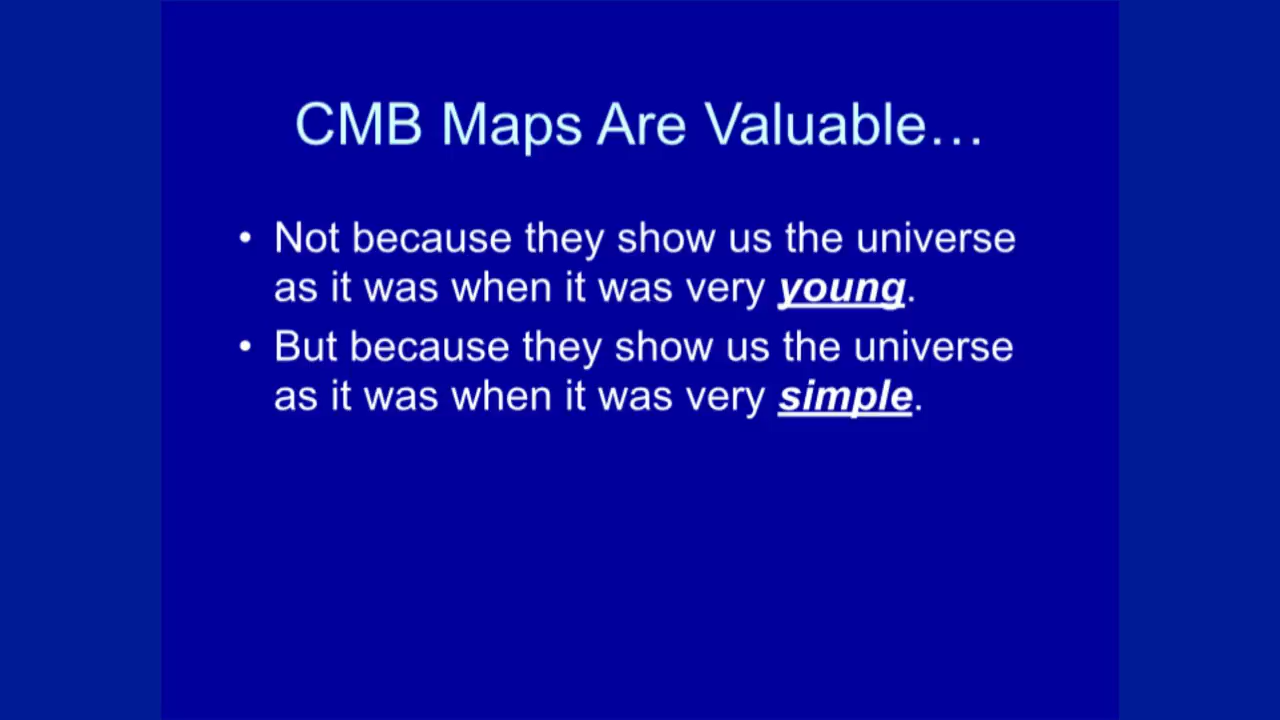 CMB Maps Are Valuable…
• Not because they show us the universe
as it was when it was very young.
• But because they show us the universe
as it was when it was very simple.